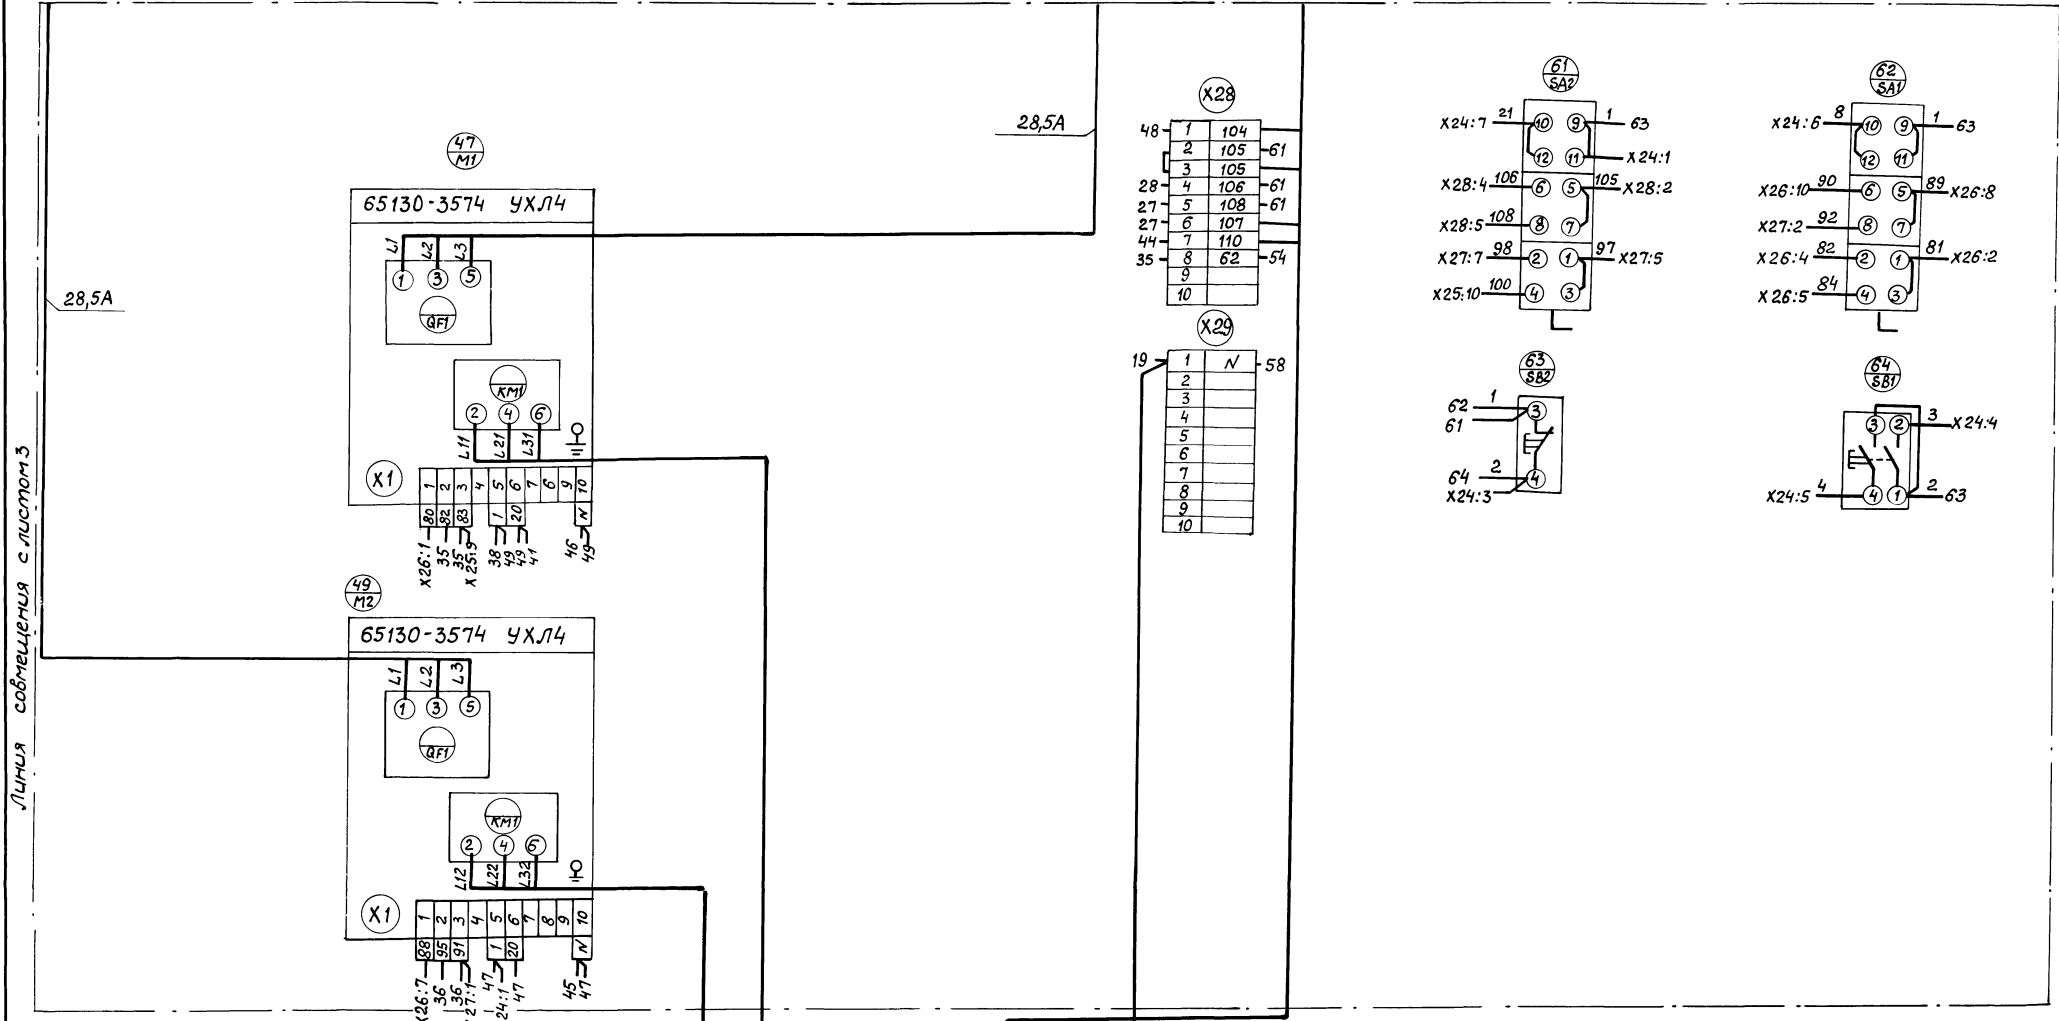 Линия совмещения с листом 3
28,5А
28,5А
47
М1
65130-3574 УХЛ4
L1 L2 L3
1 3 5
QF1
КМ1
2 4 6
L11 L21 L31
X1
1 2 3 4 5 6 7 8 9 10
80 82 83 1 20 N
X26:1 35 35 X25:9 38 49 49 41 46 49
49
М2
65130-3574 УХЛ4
L1 L2 L3
1 3 5
QF1
КМ1
2 4 6
L12 L22 L32
X1
1 2 3 4 5 6 7 8 9 10
88 95 91 1 20 N
X26:7 36 36 27:1 47 24:1 47 45 47
X28
48 1 104
2 105 61
3 105
28 4 106 61
27 5 108 61
27 6 107
44 7 110
35 8 62 54
9
10
X29
19 1 N 58
2
3
4
5
6
7
8
9
10
61
SA2
X24:7 21 10 9 1 63
12 11 X24:1
X28:4 106 6 5 105 X28:2
X28:5 108 8 7
X27:7 98 2 1 97 X27:5
X25:10 100 4 3
62
SA1
X24:6 8 10 9 1 63
12 11
X26:10 90 6 5 89 X26:8
X27:2 92 8 7
X26:4 82 2 1 81 X26:2
X26:5 84 4 3
63
SB2
62 1 3
61
64 2 4
X24:3
64
SB1
3 2 3 X24:4
X24:5 4 4 1 2 63